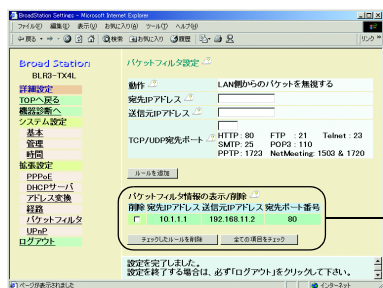 BroadStation Settings - Microsoft Internet Explorer
ファイル(F) 編集(E) 表示(V) お気に入り(A) ツール(T) ヘルプ(H)
戻る 検索 お気に入り 履歴 リンク
Broad Station
BLR3-TX4L
詳細設定
TOPへ戻る
機器診断へ
システム設定
基本
管理
時間
拡張設定
PPPoE
DHCPサーバ
アドレス変換
経路
パケットフィルタ
UPnP
ログアウト
パケットフィルタ設定
動作 LAN側からのパケットを無視する
宛先IPアドレス
送信元IPアドレス
TCP/UDP宛先ポート HTTP : 80 FTP : 21 Telnet : 23
SMTP: 25 POP3 : 110
PPTP : 1723 NetMeeting: 1503 & 1720
ルールを追加
パケットフィルタ情報の表示/削除
削除 宛先IPアドレス 送信元IPアドレス 宛先ポート番号
10.1.1.1 192.168.11.2 80
チェックしたルールを削除 全ての項目をチェック
設定を完了しました。
設定を終了する場合は、必ず「ログアウト」をクリックして下さい。
ページが表示されました インターネット